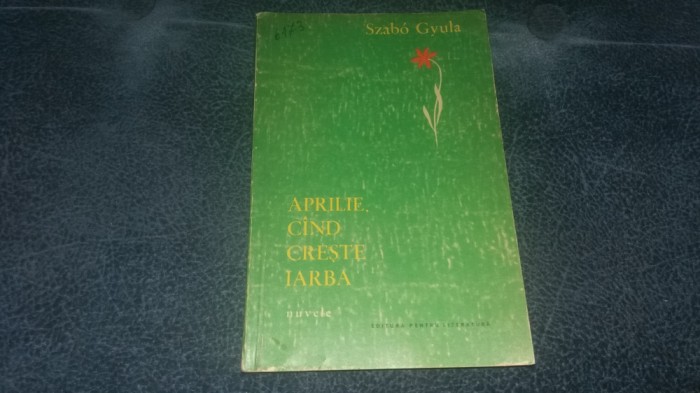 Szabó Gyula
APRILIE,
CÎND
CREȘTE
IARBA
nuvele
EDITURA PENTRU LITERATURĂ